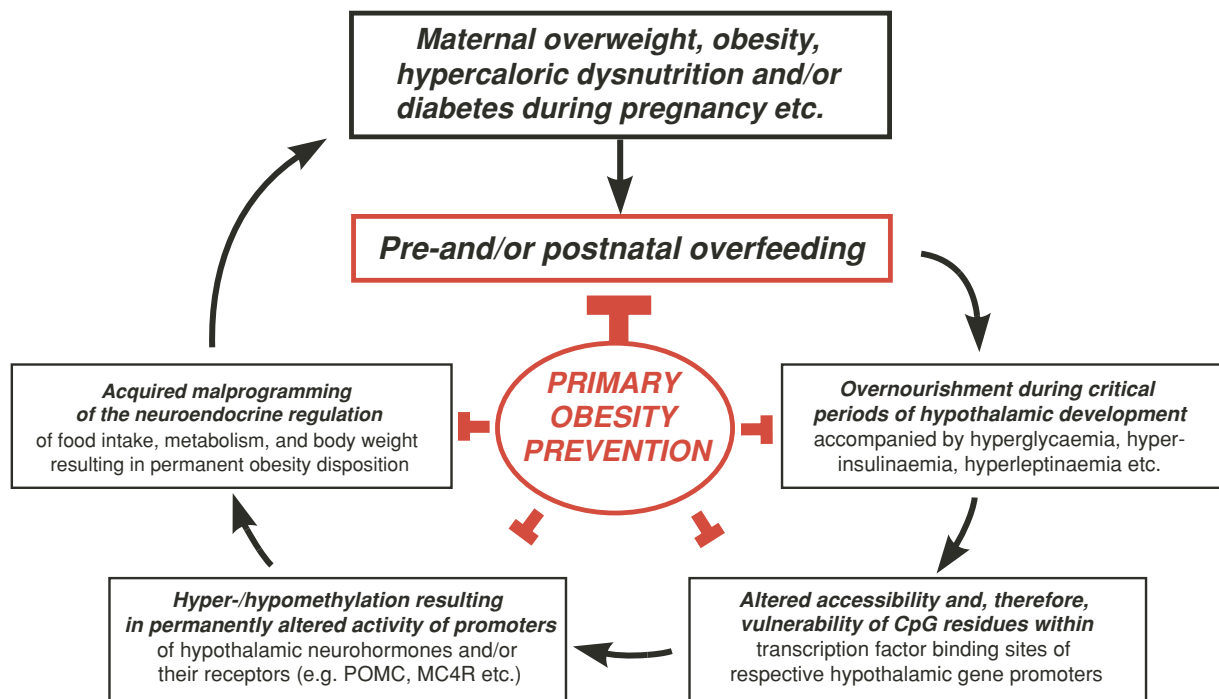 Maternal overweight, obesity,
hypercaloric dysnutrition and/or
diabetes during pregnancy etc.
Pre-and/or postnatal overfeeding
PRIMARY
OBESITY
PREVENTION
Acquired malprogramming
of the neuroendocrine regulation
of food intake, metabolism, and body weight
resulting in permanent obesity disposition
Overnourishment during critical
periods of hypothalamic development
accompanied by hyperglycaemia, hyper-
insulinaemia, hyperleptinaemia etc.
Hyper-/hypomethylation resulting
in permanently altered activity of promoters
of hypothalamic neurohormones and/or
their receptors (e.g. POMC, MC4R etc.)
Altered accessibility and, therefore,
vulnerability of CpG residues within
transcription factor binding sites of
respective hypothalamic gene promoters